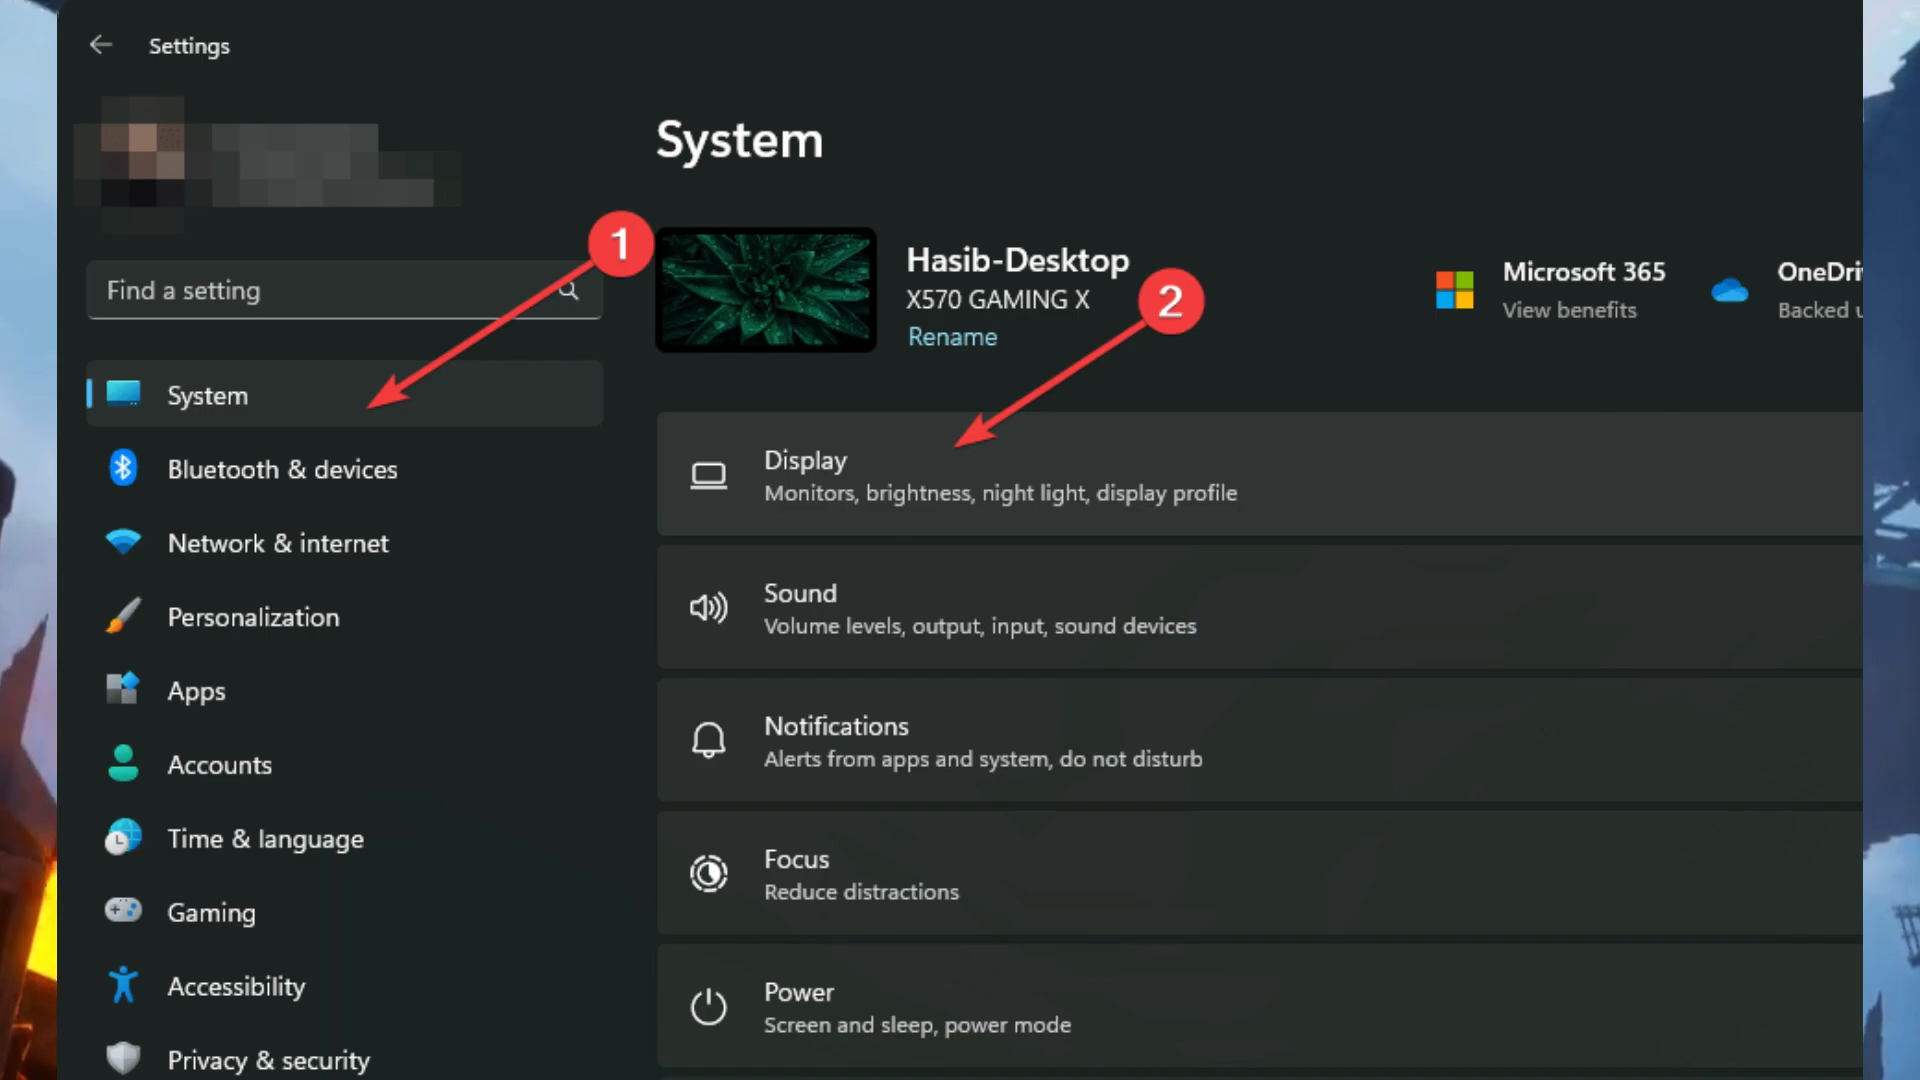 Settings
System
1
Find a setting
Hasib-Desktop
X570 GAMING X
Rename
2
Microsoft 365
View benefits
OneDri
Backed u
System
Bluetooth & devices
Network & internet
Personalization
Apps
Accounts
Time & language
Gaming
Accessibility
Privacy & security
Display
Monitors, brightness, night light, display profile
Sound
Volume levels, output, input, sound devices
Notifications
Alerts from apps and system, do not disturb
Focus
Reduce distractions
Power
Screen and sleep, power mode